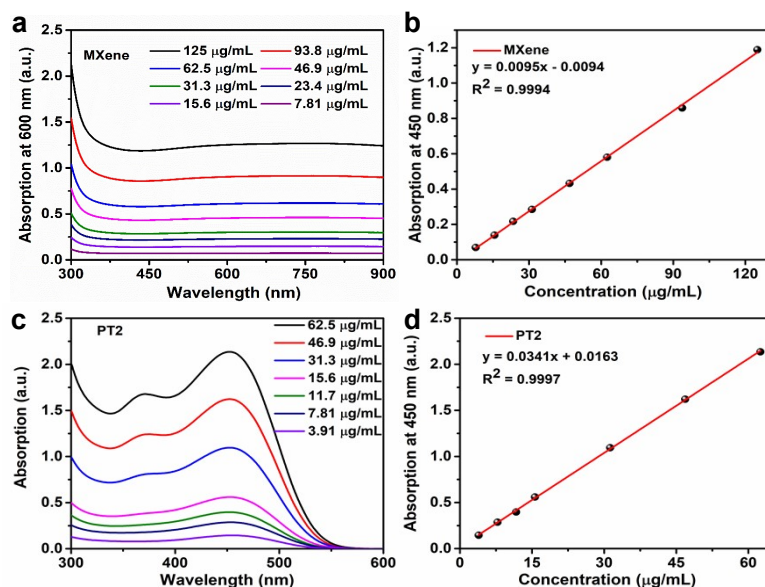 a
MXene
125 μg/mL 93.8 μg/mL
62.5 μg/mL 46.9 μg/mL
31.3 μg/mL 23.4 μg/mL
15.6 μg/mL 7.81 μg/mL
Absorption at 600 nm (a.u.)
2.5
2.0
1.5
1.0
0.5
0.0
300 450 600 750 900
Wavelength (nm)
b
MXene
y = 0.0095x - 0.0094
R² = 0.9994
Absorption at 450 nm (a.u.)
1.2
1.0
0.8
0.6
0.4
0.2
0.0
0 30 60 90 120
Concentration (μg/mL)
c
PT2
62.5 μg/mL
46.9 μg/mL
31.3 μg/mL
15.6 μg/mL
11.7 μg/mL
7.81 μg/mL
3.91 μg/mL
Absorption (a.u.)
2.5
2.0
1.5
1.0
0.5
0.0
300 400 500 600
Wavelength (nm)
d
PT2
y = 0.0341x + 0.0163
R² = 0.9997
Absorption at 450 nm (a.u.)
2.5
2.0
1.5
1.0
0.5
0.0
0 15 30 45 60
Concentration (μg/mL)